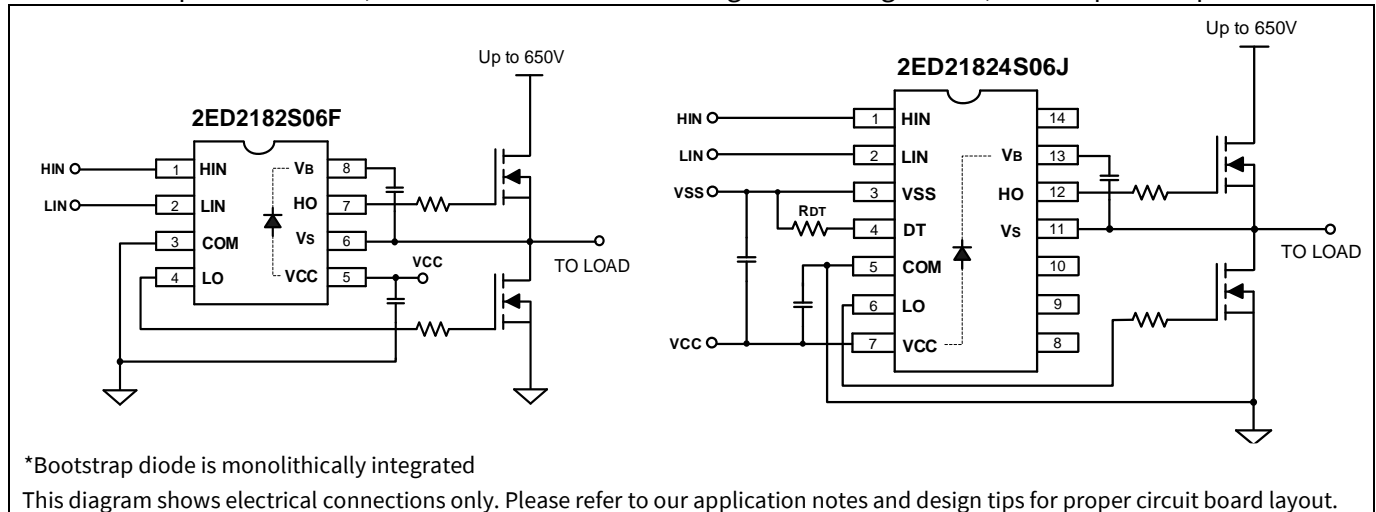 Up to 650V
2ED2182S06F
HIN
1
HIN
VB
8
LIN
2
LIN
HO
7
3
COM
VS
6
TO LOAD
4
LO
VCC
5
VCC
Up to 650V
2ED21824S06J
HIN
1
HIN
14
LIN
2
LIN
VB
13
VSS
3
VSS
HO
12
RDT
4
DT
VS
11
TO LOAD
5
COM
10
6
LO
9
VCC
7
VCC
8
*Bootstrap diode is monolithically integrated
This diagram shows electrical connections only. Please refer to our application notes and design tips for proper circuit board layout.